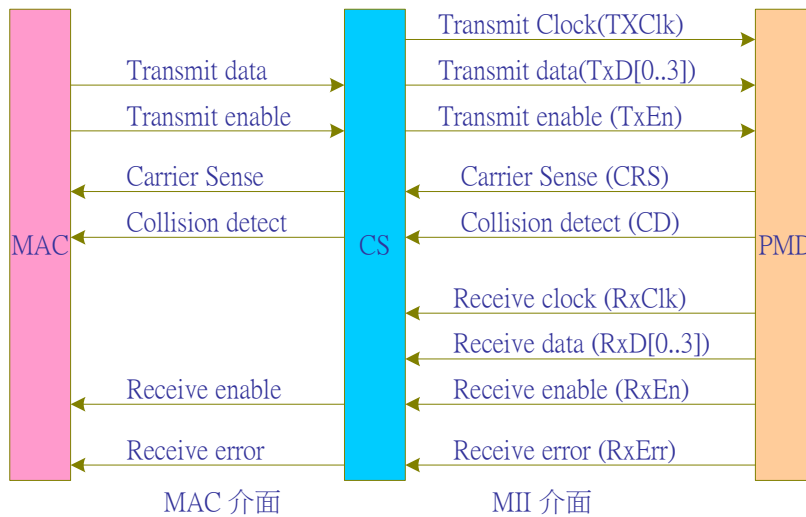 Transmit Clock(TXClk)
Transmit data
Transmit data(TxD[0..3])
Transmit enable
Transmit enable (TxEn)
Carrier Sense
Carrier Sense (CRS)
Collision detect
Collision detect (CD)
MAC
CS
PMD
Receive clock (RxClk)
Receive data (RxD[0..3])
Receive enable
Receive enable (RxEn)
Receive error
Receive error (RxErr)
MAC 介面
MII 介面